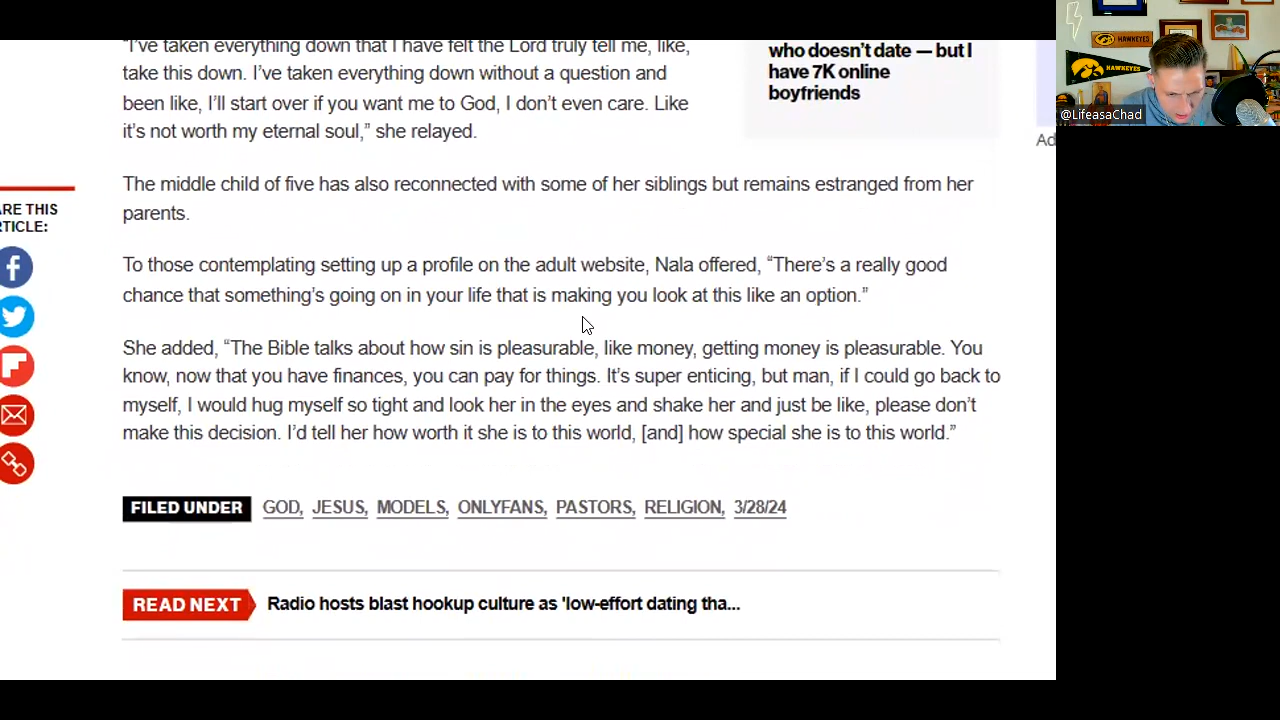 “I’ve taken everything down that I have felt the Lord truly tell me, like,
take this down. I’ve taken everything down without a question and
been like, I’ll start over if you want me to God, I don’t even care. Like
it’s not worth my eternal soul,” she relayed.
who doesn’t date — but I
have 7K online
boyfriends
HAWKEYES
HAWKEYES
@LifeasaChad
Ad
The middle child of five has also reconnected with some of her siblings but remains estranged from her
parents.
ARE THIS
RTICLE:
To those contemplating setting up a profile on the adult website, Nala offered, “There’s a really good
chance that something’s going on in your life that is making you look at this like an option.”
She added, “The Bible talks about how sin is pleasurable, like money, getting money is pleasurable. You
know, now that you have finances, you can pay for things. It’s super enticing, but man, if I could go back to
myself, I would hug myself so tight and look her in the eyes and shake her and just be like, please don’t
make this decision. I’d tell her how worth it she is to this world, [and] how special she is to this world.”
FILED UNDER GOD, JESUS, MODELS, ONLYFANS, PASTORS, RELIGION, 3/28/24
READ NEXT Radio hosts blast hookup culture as 'low-effort dating tha...